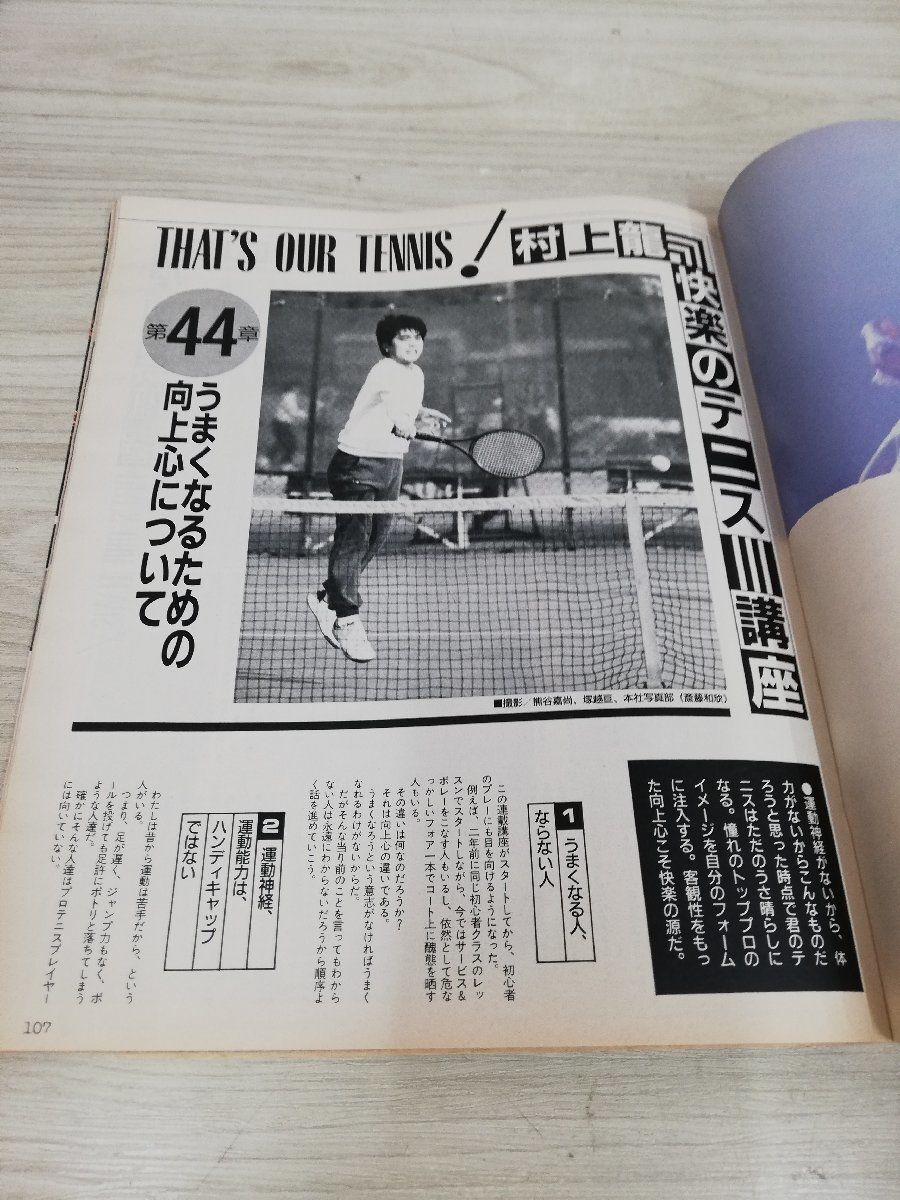 THAT'S OUR TENNIS!
村上龍の
快楽のテニス講座
第44章
うまくなるための
向上心について
■撮影／熊谷嘉尚、塚越亘、本社写真部(斎藤和欣)
●運動神経がないから、体
力がないからこんなものだ
ろうと思った時点で君のテ
ニスはただのうさ晴らしに
なる。憧れのトッププロの
イメージを自分のフォーム
に注入する。客観性をもっ
た向上心こそ快楽の源だ。
1 うまくなる人、
ならない人
この連載講座がスタートしてから、初心者
のプレーにも目を向けるようになった。
例えば、二年前に同じ初心者クラスのレッ
スンでスタートしながら、今ではサービス&
ボレーをこなす人もいるし、依然として危な
っかしいフォア一本でコート上に醜態を晒す
人もいる。
その違いは何なのだろうか?
それは向上心の違いである。
うまくなろうという意志がなければうまく
なれるわけがないからだ。
だがそんな当り前のことを言ってもわから
ない人は永遠にわからないだろうから順序よ
く話を進めていこう。
2 運動神経、
運動能力は、
ハンディキャップ
ではない
わたしは昔から運動は苦手だから、という
人がいる。
つまり、足が遅く、ジャンプ力もなく、ボ
ールを投げても足許にボトリと落ちてしまう
ような人達だ。
確かにそんな人達はプロテニスプレイヤー
には向いていない。
107